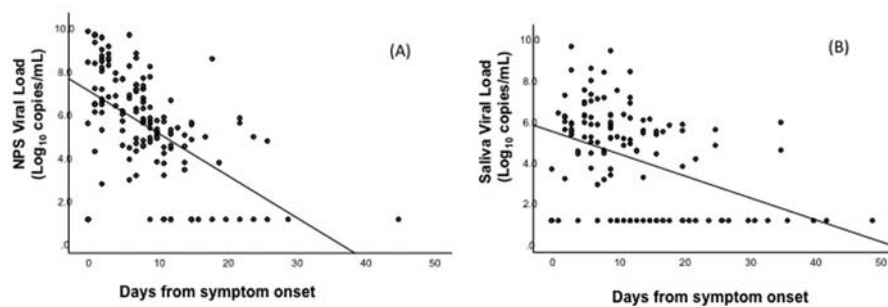 (A)
NPS Viral Load
(Log₁₀ copies/mL)
10.0
8.0
6.0
4.0
2.0
.0
0 10 20 30 40 50
Days from symptom onset
(B)
Saliva Viral Load
(Log₁₀ copies/mL)
10.0
8.0
6.0
4.0
2.0
.0
0 10 20 30 40 50
Days from symptom onset